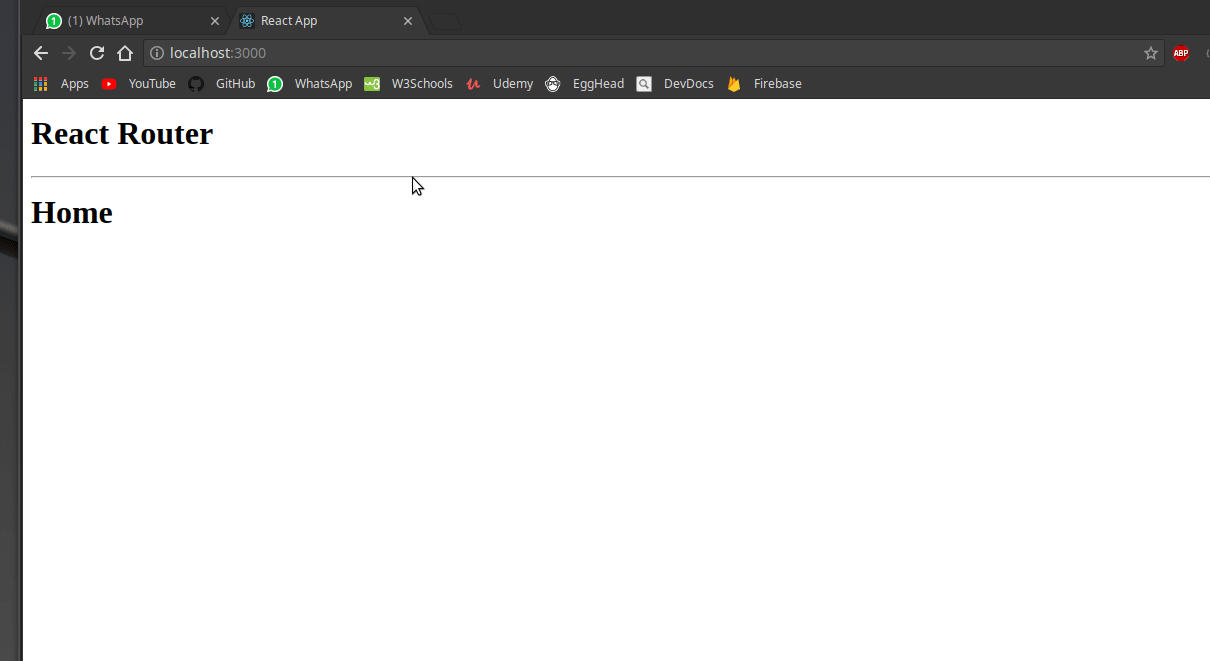 (1) WhatsApp React App
localhost:3000 ABP
Apps YouTube GitHub 1 WhatsApp W3Schools Udemy EggHead DevDocs Firebase
React Router
Home